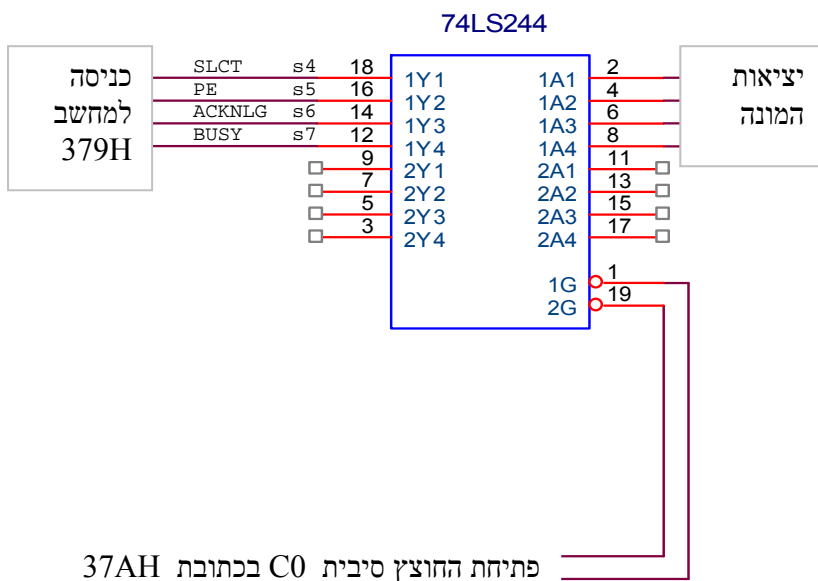 74LS244
כניסה
למחשב
379H
SLCT s4 18
PE s5 16
ACKNLG s6 14
BUSY s7 12
9
7
5
3
1Y1 1A1
1Y2 1A2
1Y3 1A3
1Y4 1A4
2Y1 2A1
2Y2 2A2
2Y3 2A3
2Y4 2A4
1G
2G
2
4
6
8
11
13
15
17
1
19
יציאות
המונה
פתיחת החוצץ סיבית C0 בכתובת 37AH